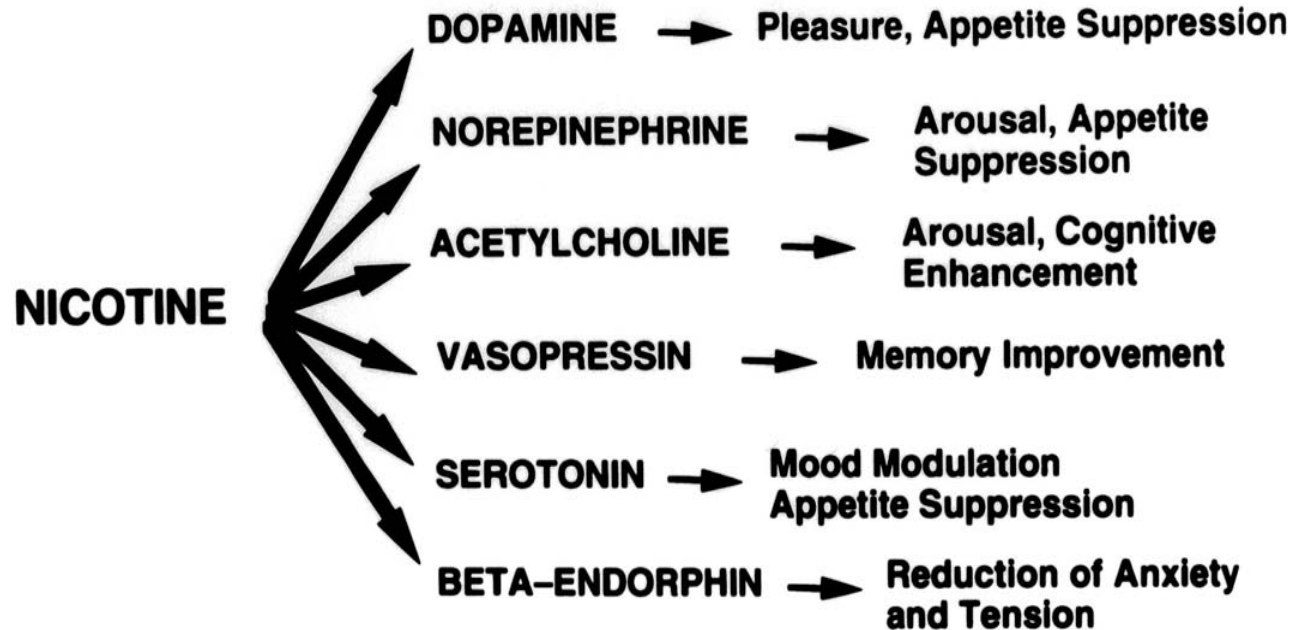 DOPAMINE → Pleasure, Appetite Suppression
NOREPINEPHRINE → Arousal, Appetite
Suppression
ACETYLCHOLINE → Arousal, Cognitive
Enhancement
NICOTINE
VASOPRESSIN → Memory Improvement
SEROTONIN → Mood Modulation
Appetite Suppression
BETA–ENDORPHIN → Reduction of Anxiety
and Tension